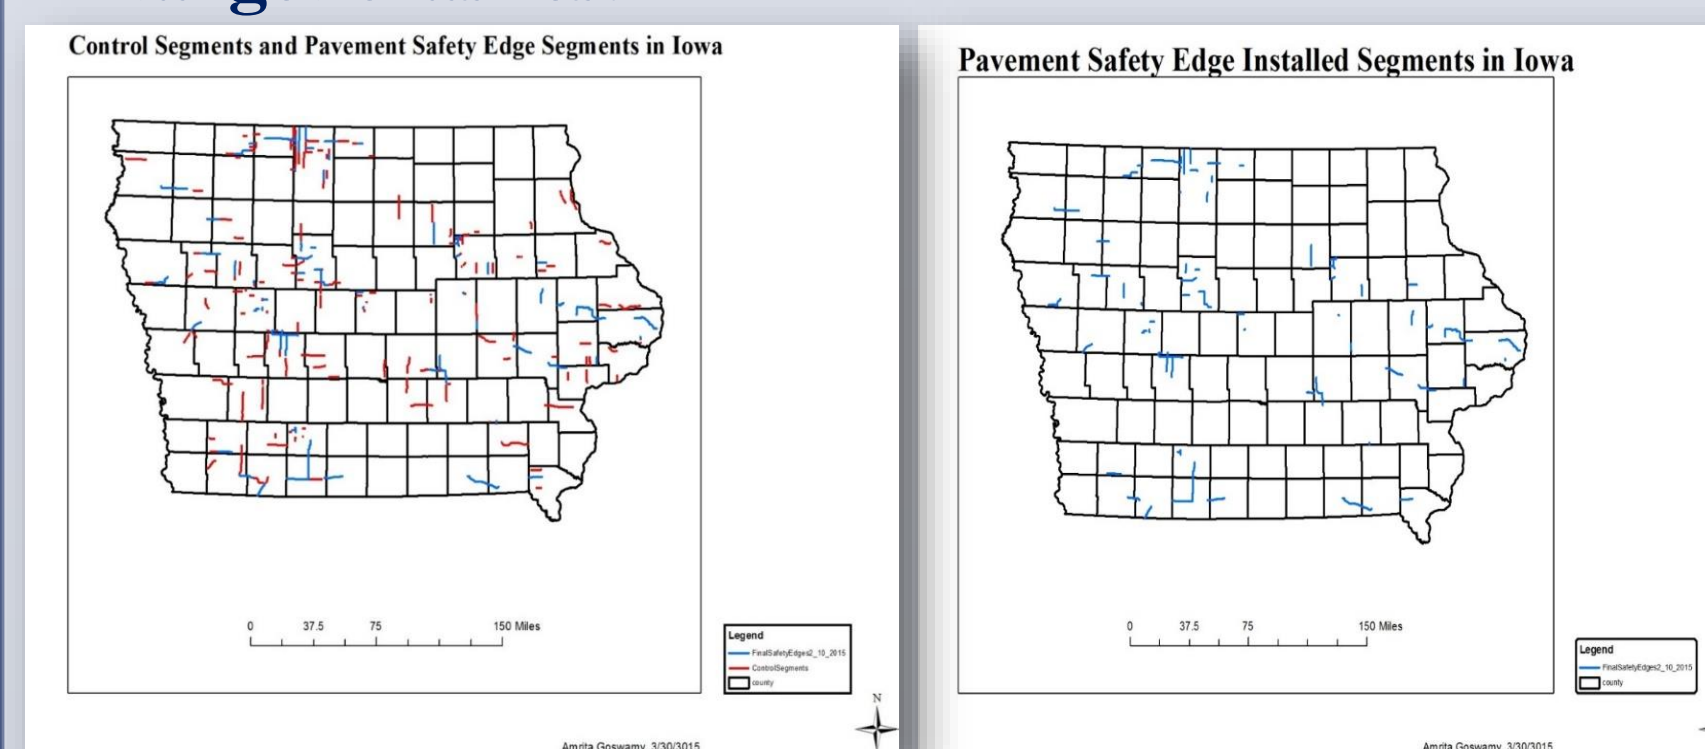 Control Segments and Pavement Safety Edge Segments in Iowa
0 37.5 75 150 Miles
Legend
FinalSafetyEdges2_10_2015
ControlSegments
county
N
Amrita Goswamy 3/30/3015
Pavement Safety Edge Installed Segments in Iowa
0 37.5 75 150 Miles
Legend
FinalSafetyEdges2_10_2015
county
Amrita Goswamy 3/30/3015